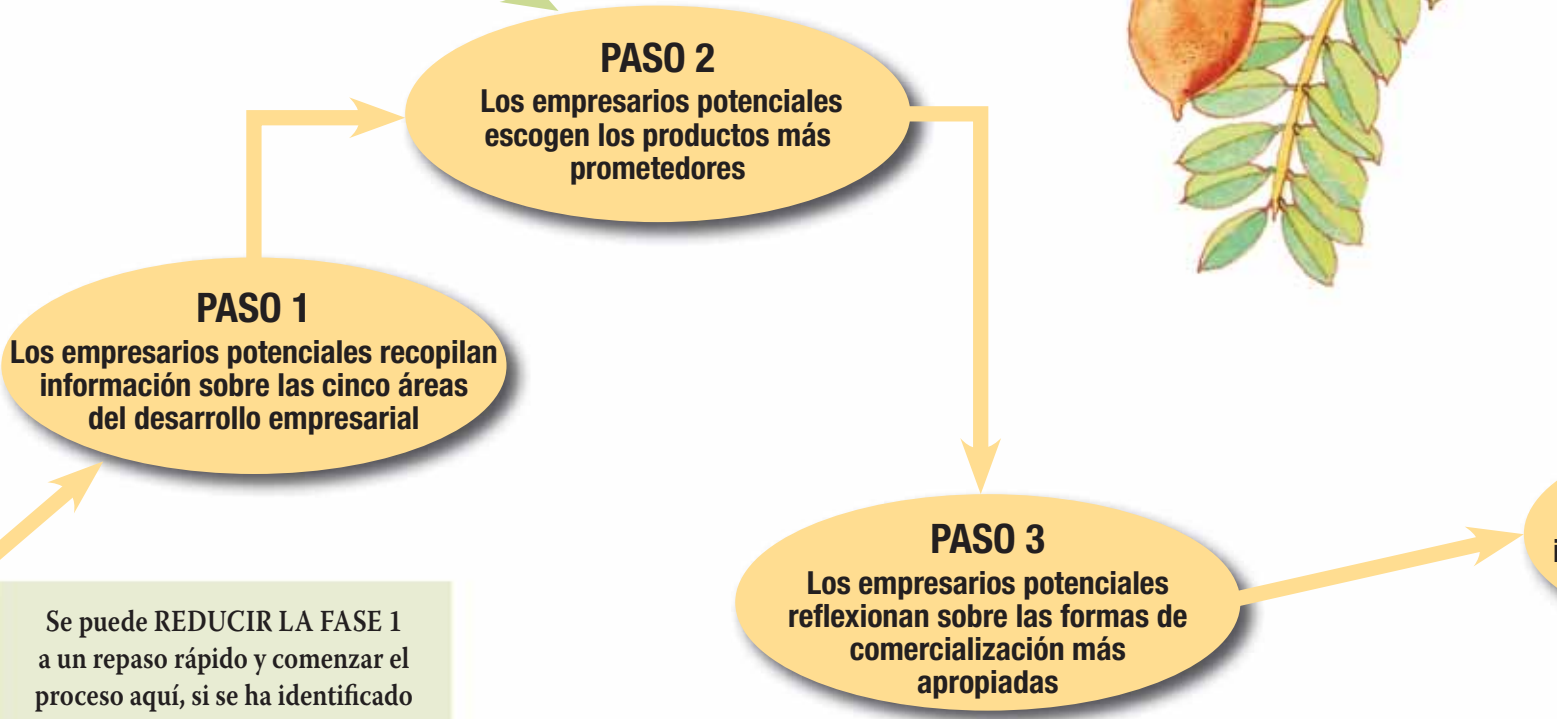 PASO 2
Los empresarios potenciales
escogen los productos más
prometedores
PASO 1
Los empresarios potenciales recopilan
información sobre las cinco áreas
del desarrollo empresarial
PASO 3
Los empresarios potenciales
reflexionan sobre las formas de
comercialización más
apropiadas
Se puede REDUCIR LA FASE 1
a un repaso rápido y comenzar el
proceso aquí, si se ha identificado